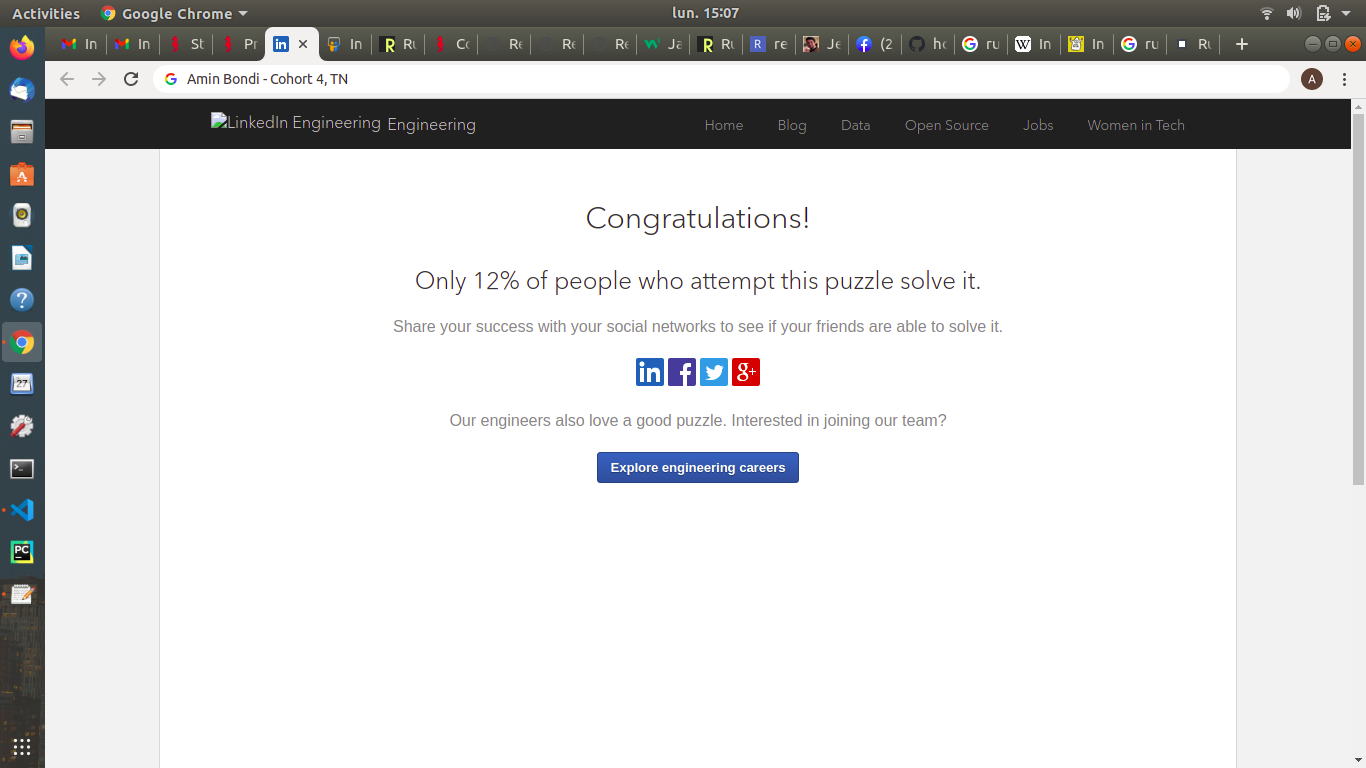 Activities Google Chrome lun. 15:07
In In St Pr In Ru Co Re Re Re Ja Ru re Je (2 ho ru In In ru Ru
Amin Bondi - Cohort 4, TN A
LinkedIn Engineering Engineering Home Blog Data Open Source Jobs Women in Tech
Congratulations!
Only 12% of people who attempt this puzzle solve it.
Share your success with your social networks to see if your friends are able to solve it.
in f g+
Our engineers also love a good puzzle. Interested in joining our team?
Explore engineering careers
27
PC